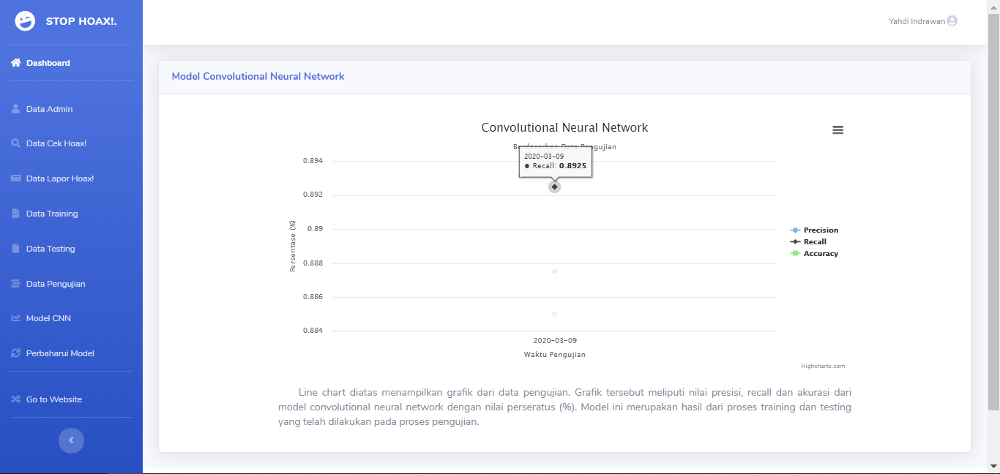 STOP HOAX!.
Yahdi Indrawan
Dashboard
Data Admin
Data Cek Hoax!
Data Lapor Hoax!
Data Training
Data Testing
Data Pengujian
Model CNN
Perbaharui Model
Go to Website
Model Convolutional Neural Network
Convolutional Neural Network
Berdasarkan Data Pengujian
2020-03-09
Recall: 0.8925
0.894
0.892
0.89
0.888
0.886
0.884
Persentase (%)
2020-03-09
Waktu Pengujian
Precision
Recall
Accuracy
Highcharts.com
Line chart diatas menampilkan grafik dari data pengujian. Grafik tersebut meliputi nilai presisi, recall dan akurasi dari
model convolutional neural network dengan nilai perseratus (%). Model ini merupakan hasil dari proses training dan testing
yang telah dilakukan pada proses pengujian.